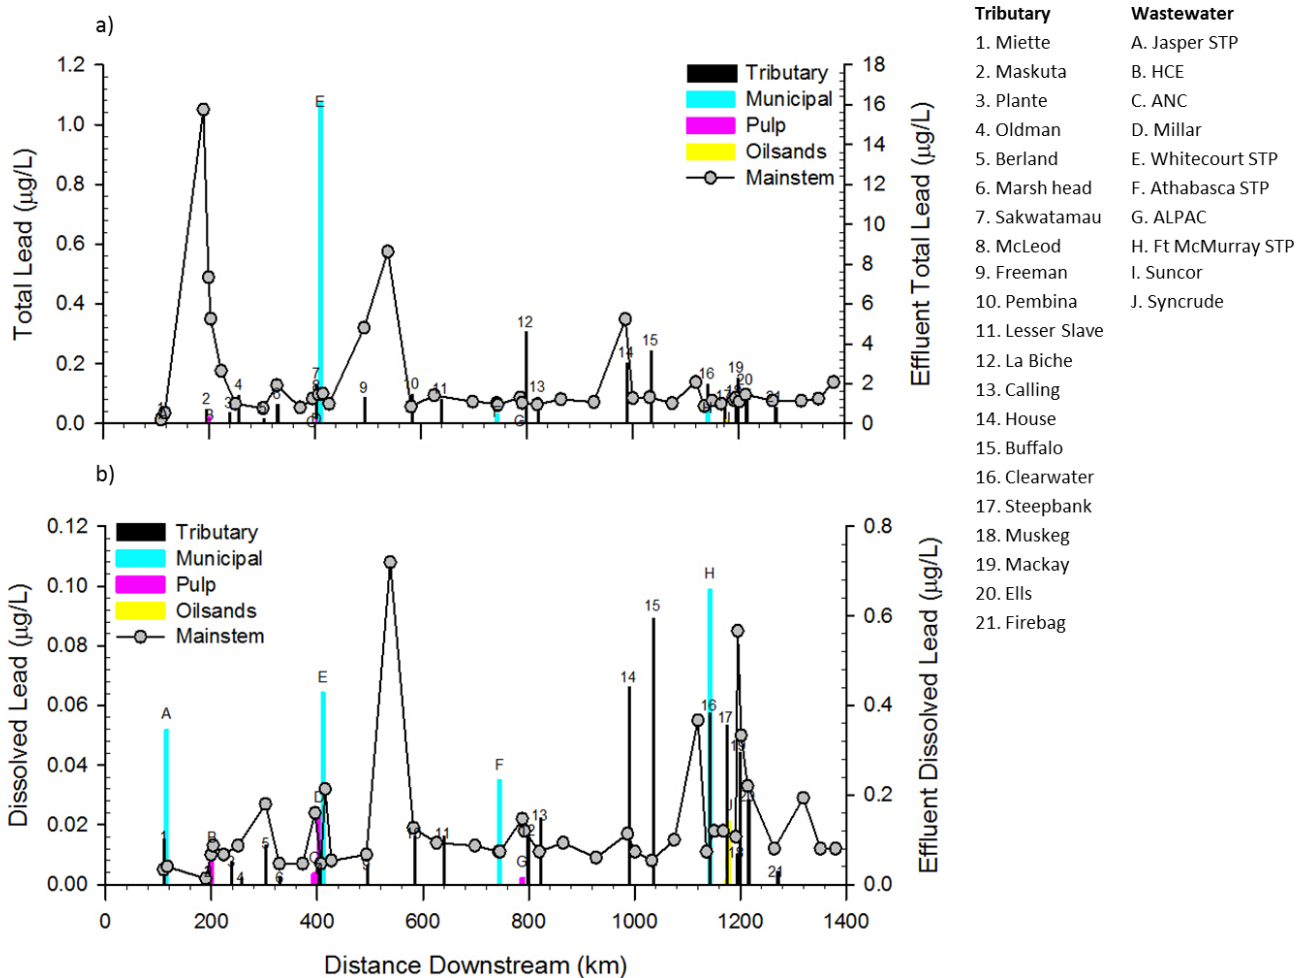 a)
Tributary Wastewater
1. Miette A. Jasper STP
2. Maskuta B. HCE
3. Plante C. ANC
4. Oldman D. Millar
5. Berland E. Whitecourt STP
6. Marsh head F. Athabasca STP
7. Sakwatamau G. ALPAC
8. McLeod H. Ft McMurray STP
9. Freeman I. Suncor
10. Pembina J. Syncrude
11. Lesser Slave
12. La Biche
13. Calling
14. House
15. Buffalo
16. Clearwater
17. Steepbank
18. Muskeg
19. Mackay
20. Ells
21. Firebag
Total Lead (µg/L)
1.2
1.0
0.8
0.6
0.4
0.2
0.0
Tributary
Municipal
Pulp
Oilsands
Mainstem
18
16
14
12
10
8
6
4
2
0
Effluent Total Lead (µg/L)
E
2
3
4
7
9
10
11
12
G
13
14
15
16
19
20
b)
Dissolved Lead (µg/L)
0.12
0.10
0.08
0.06
0.04
0.02
0.00
Tributary
Municipal
Pulp
Oilsands
Mainstem
0.8
0.6
0.4
0.2
0.0
Effluent Dissolved Lead (µg/L)
1
A
B
3
4
5
6
C
D
E
9
10
11
F
G
13
14
15
16
H
17
J
18
19
21
0 200 400 600 800 1000 1200 1400
Distance Downstream (km)